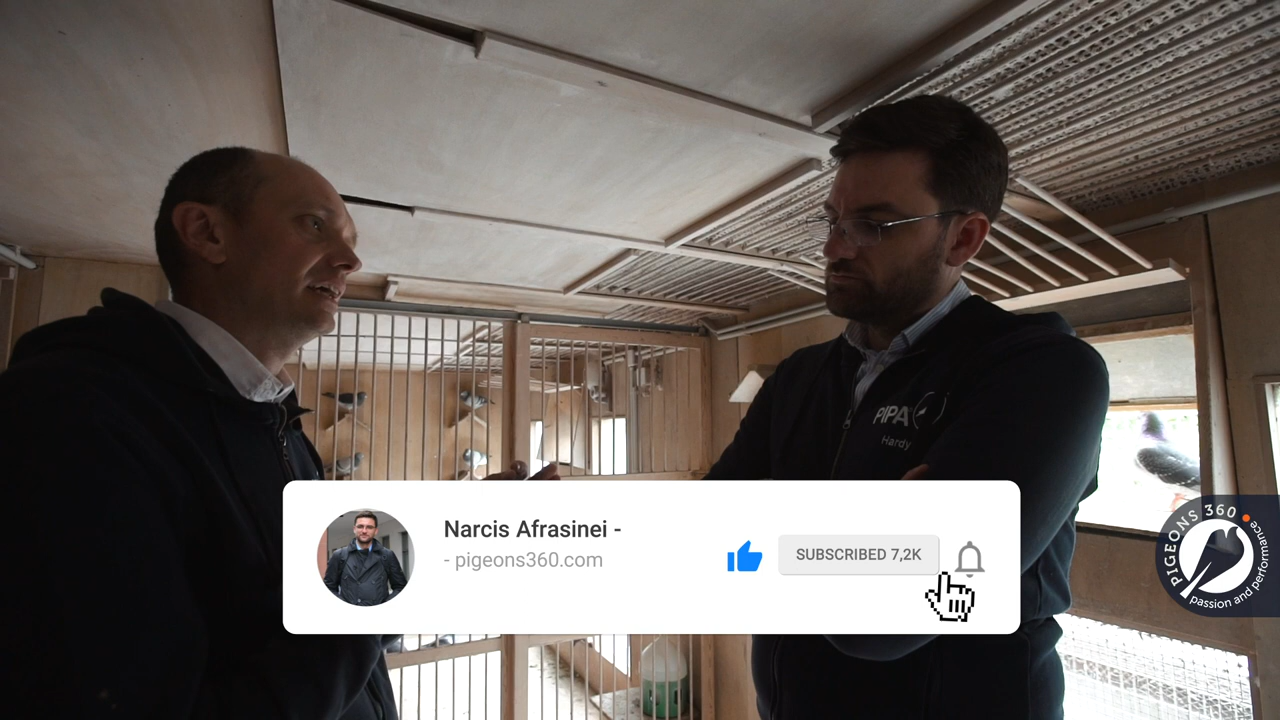 PIPA
Hardy
Narcis Afrasinei -
- pigeons360.com
SUBSCRIBED 7,2K
PIGEONS 360
passion and performance